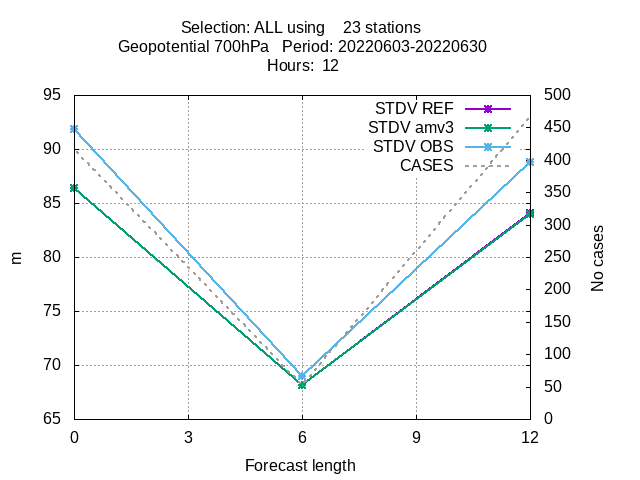 Selection: ALL using    23 stations
Geopotential 700hPa   Period: 20220603-20220630
Hours:  12
STDV REF
STDV amv3
STDV OBS
CASES
m
95
90
85
80
75
70
65
500
450
400
350
300
250
200
150
100
50
0
No cases
0 3 6 9 12
Forecast length